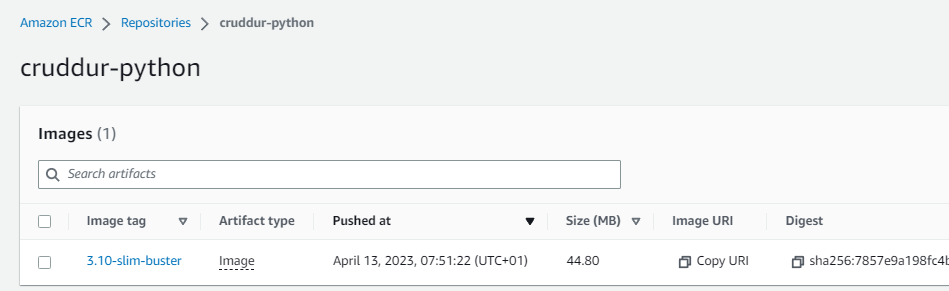 Amazon ECR > Repositories > cruddur-python
cruddur-python
Images (1)
Search artifacts
Image tag Artifact type Pushed at Size (MB) Image URI Digest
3.10-slim-buster Image April 13, 2023, 07:51:22 (UTC+01) 44.80 Copy URI sha256:7857e9a198fc4b